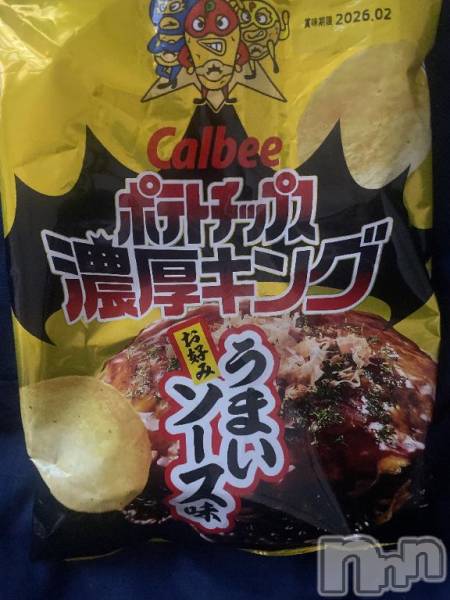 賞味期限 2026.02
Calbee
ポテトチップス
濃厚キング
お好み
うまい
ソース味
nnn